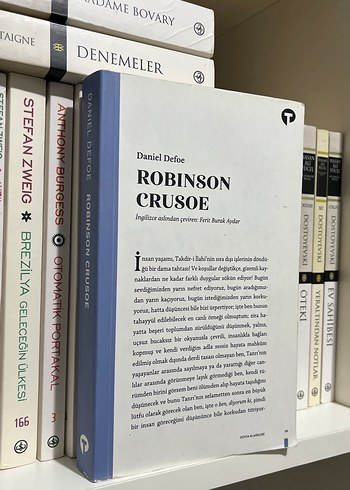 MADAME BOVARY
TAIGNE
DENEMELER
STEFAN ZWEIG
BREZİLYA GELECEĞİN ÜLKESİ
166
ANTHONY BURGESS
OTOMATİK PORTAKAL
DANIEL DEFOE
ROBINSON CRUSOE
Daniel Defoe
ROBINSON
CRUSOE
İngilizce aslından çeviren: Ferit Burak Aydar
İnsan yaşamı, Takdir-i İlahi'nin sıra dışı işlerinin döndü-
ğü bir dama tahtası! Ve koşullar değiştikçe, gizemli kay-
naklardan ne kadar farklı duygular söküm ediyor! Bugün
sevdiğimizden yarın nefret ediyoruz, bugün aradığımız-
dan yarın kaçıyoruz, bugün istediğimizden yarın korku-
yoruz, hatta düşüncesi bile bizi ürpertiyor; işte ben bunun
tahayyül edilebilecek en canlı örneği olmuştum; zira ha-
yatta beşeri toplumdan sürüldüğünü düşünmek, yalnız,
uçsuz bucaksız bir okyanusla çevrili, insanlıkla bağları
kopmuş ve kendi verdiğim adla sessiz hayata mahkûm
edilmiş olmak dışında derdi tasası olmayan ben, Tanrı'nın
yaşayanlar arasında sayılmaya ya da yarattığı diğer can-
lılar arasında görünmeye layık görmediği ben, kendi tü-
rümden birini görsem beni ölümden alıp hayata taşıdığını
düşünecek ve bunu Tanrı'nın selametten sonra en büyük
lütfu olarak görecek olan ben, işte o ben, diyorum ki, şimdi
bir insan göreceğimi düşününce bile korkudan titriyor-
DOSTOYEVSKİ
ÖTEKİ
DOSTOYEVSKİ
YERALTINDAN NOTLAR
DOSTOYEVSKİ
EV SAHİBESİ